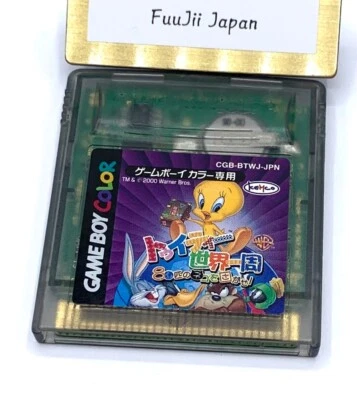 FuuJii Japan
CGB-BTWJ-JPN
ゲームボーイ カラー専用
TM & © 2000 Warner Bros.
Kemco
GAME BOY COLOR
トゥイーティー
世界一周
WB